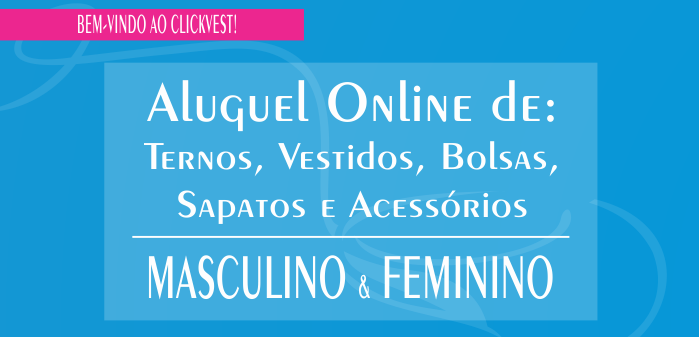 BEM-VINDO AO CLICKVEST!
Aluguel Online de:
Ternos, Vestidos, Bolsas,
Sapatos e Acessórios
MASCULINO & FEMININO